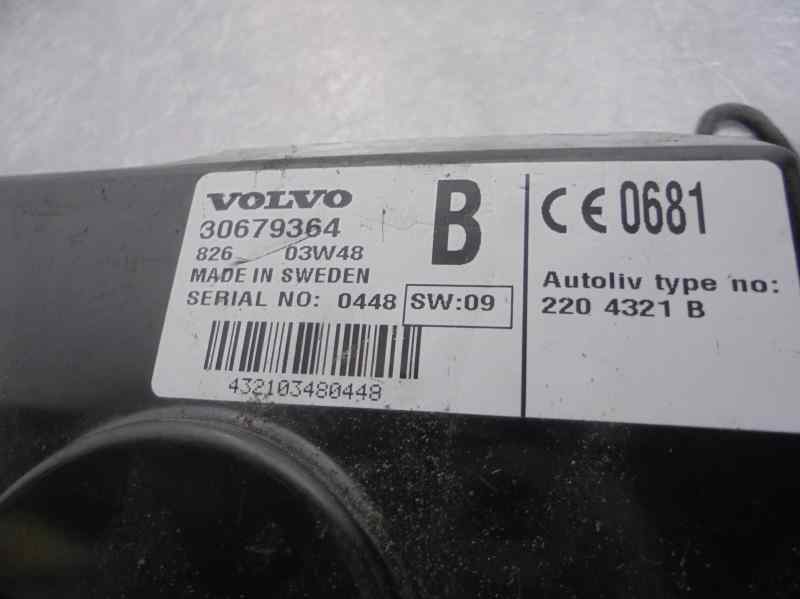 VOLVO
30679364
826 03W48
MADE IN SWEDEN
SERIAL NO: 0448 SW:09
432103480448
B
CE 0681
Autoliv type no:
220 4321 B